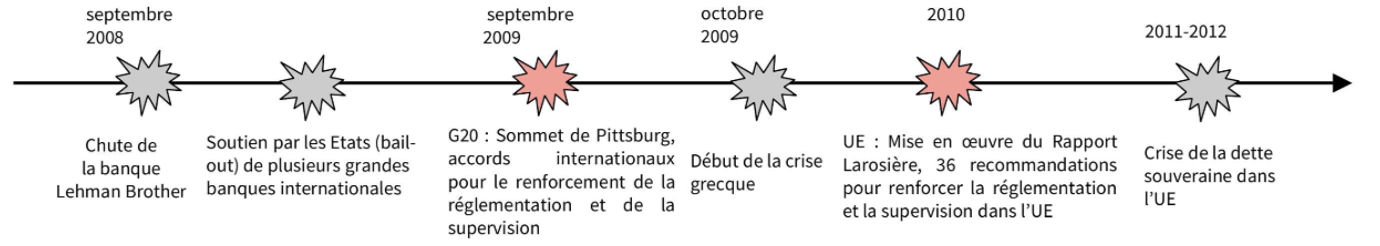 septembre
2008
septembre
2009
octobre
2009
2010
2011-2012
Chute de
la banque
Lehman Brother
Soutien par les Etats (bail-
out) de plusieurs grandes
banques internationales
G20 : Sommet de Pittsburg,
accords internationaux
pour le renforcement de la
réglementation et de la
supervision
Début de la crise
grecque
UE : Mise en œuvre du Rapport
Larosière, 36 recommandations
pour renforcer la réglementation
et la supervision dans l’UE
Crise de la dette
souveraine dans
l’UE